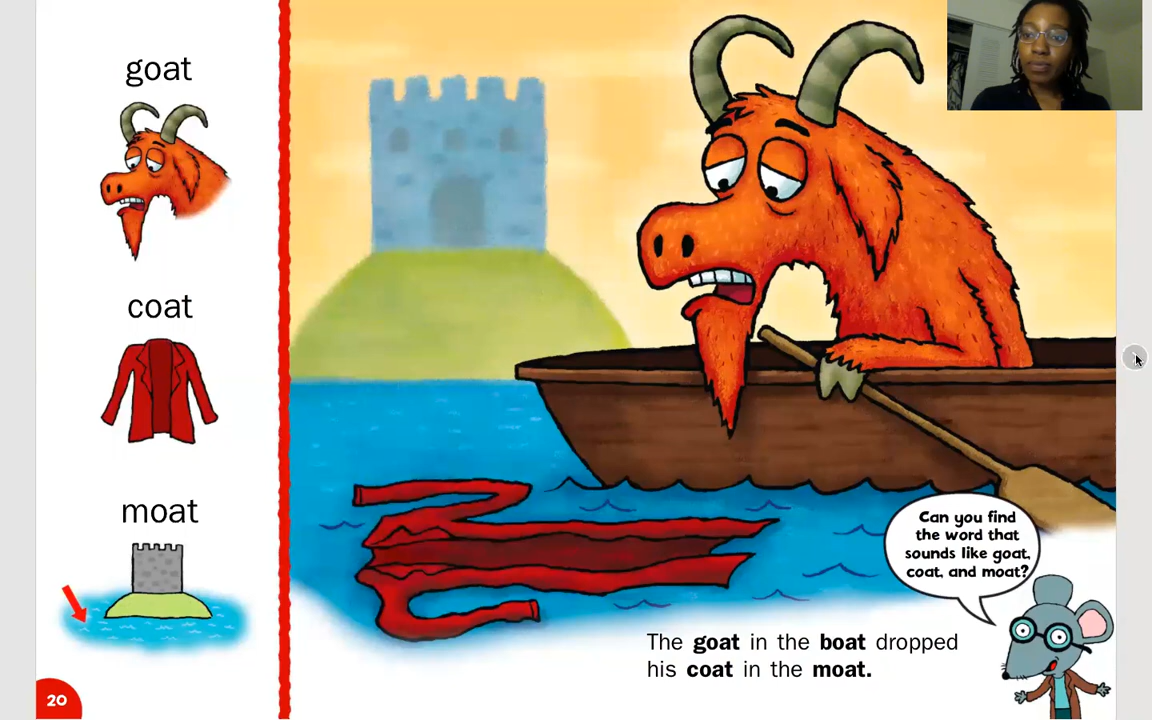 goat
coat
moat
Can you find
the word that
sounds like goat,
coat, and moat?
The goat in the boat dropped
his coat in the moat.
20